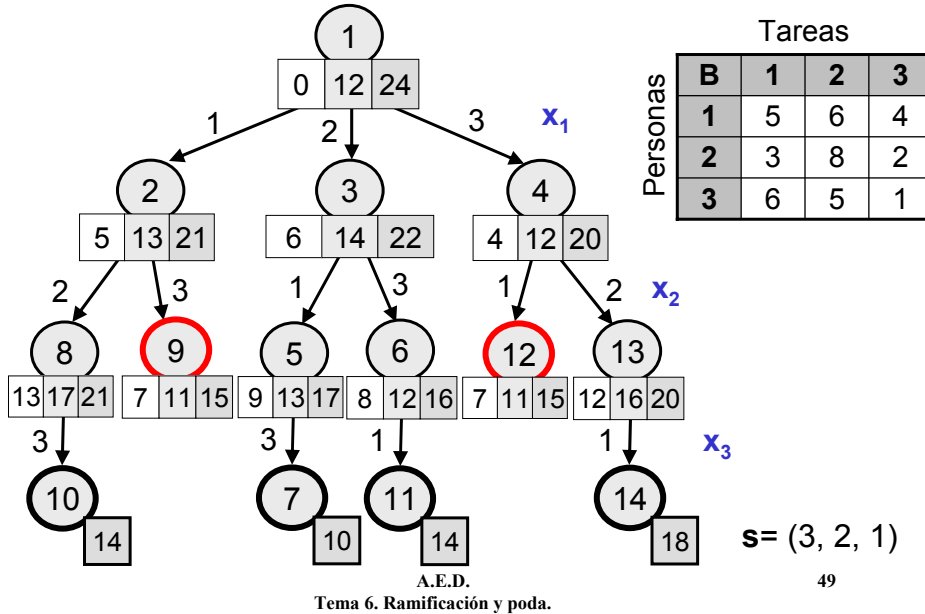 1
0 12 24
1 2 3 x1
2 3 4
5 13 21 6 14 22 4 12 20
2 3 1 3 1 2 x2
8 9 5 6 12 13
13 17 21 7 11 15 9 13 17 8 12 16 7 11 15 12 16 20
3 3 1 1 x3
10 7 11 14
14 10 14 18
Tareas
Personas
B 1 2 3
1 5 6 4
2 3 8 2
3 6 5 1
s= (3, 2, 1)
A.E.D. 49
Tema 6. Ramificación y poda.